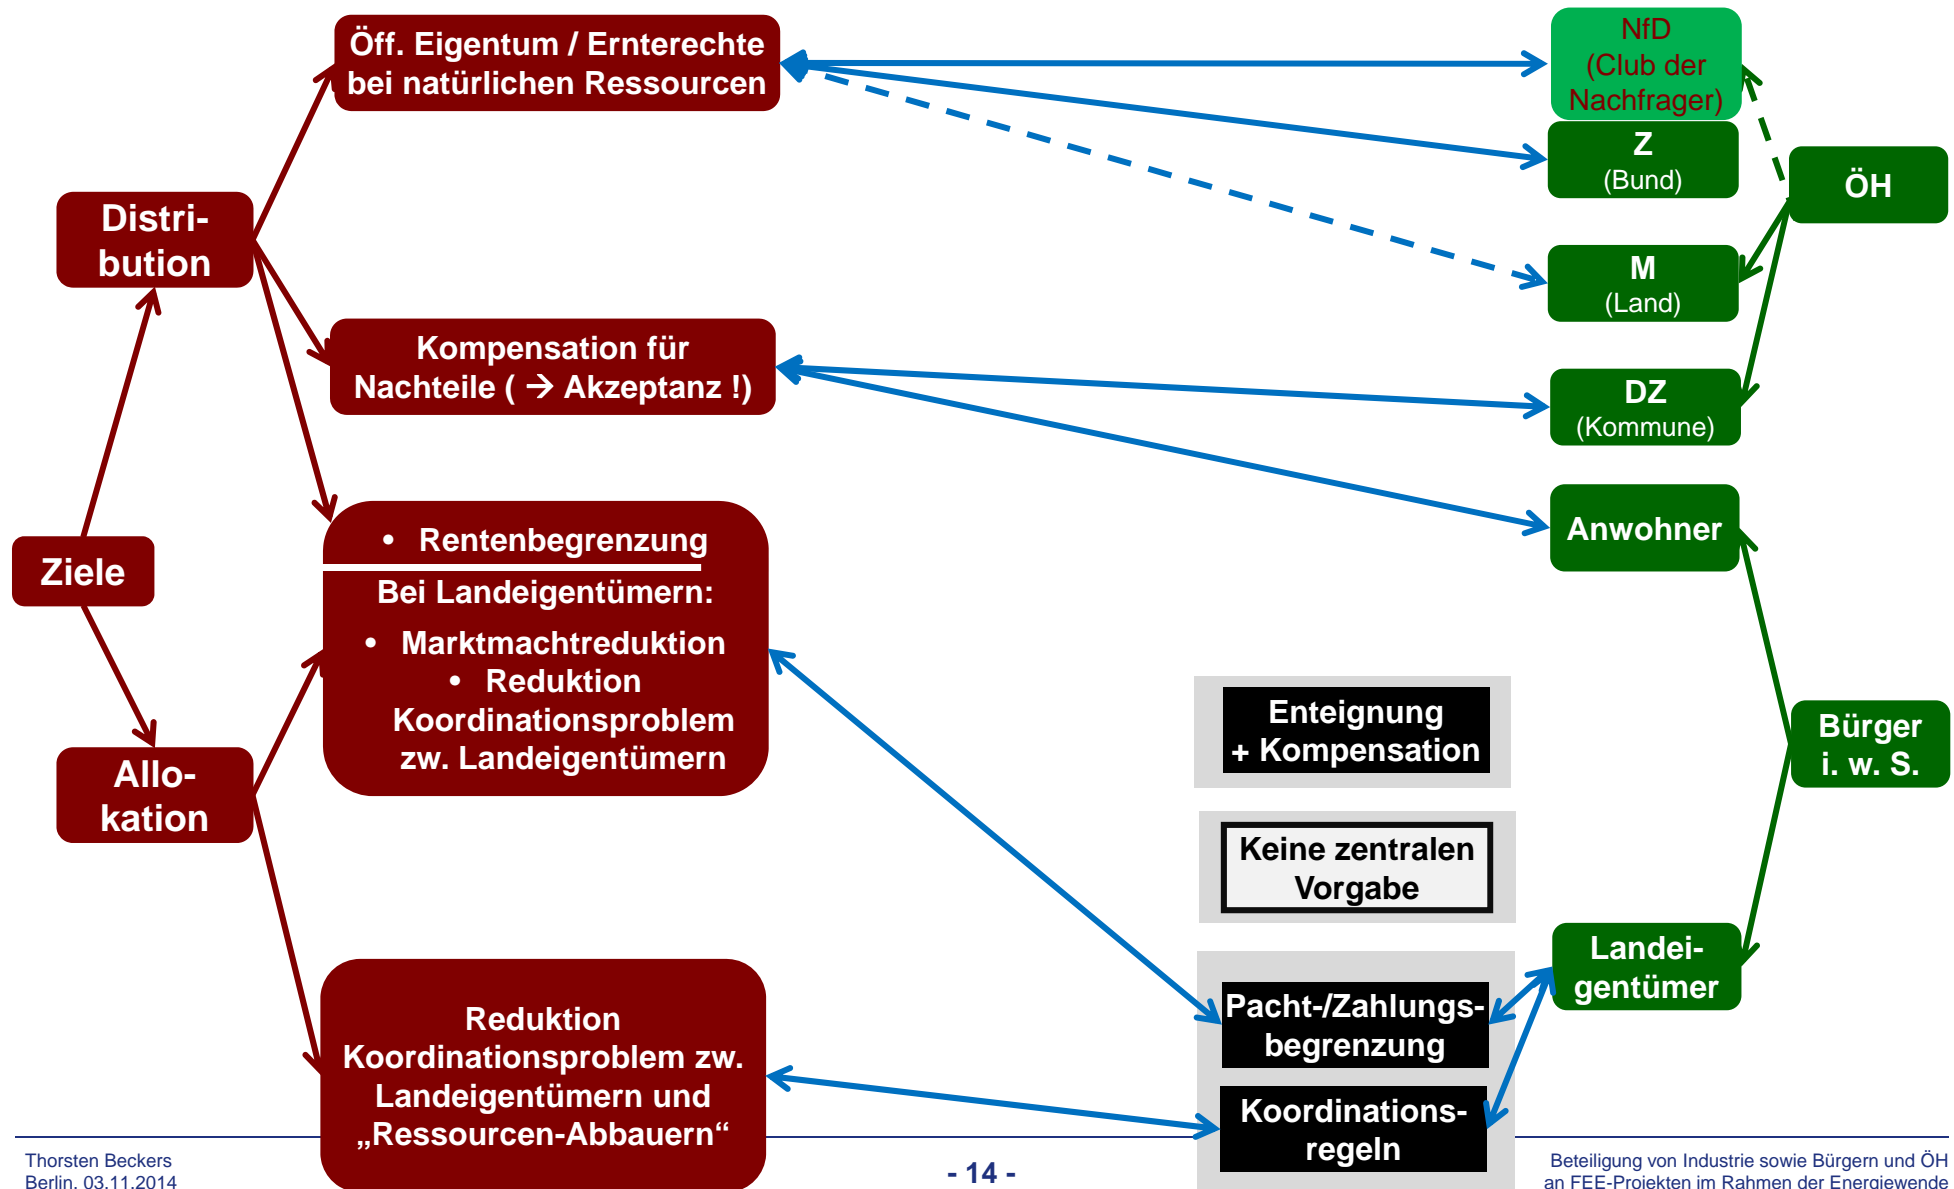 Öff. Eigentum / Ernterechte
bei natürlichen Ressourcen
NfD
(Club der
Nachfrager)
Z
(Bund)
ÖH
Distri-
bution
M
(Land)
Kompensation für
Nachteile ( → Akzeptanz !)
DZ
(Kommune)
• Rentenbegrenzung
Anwohner
Ziele
Bei Landeigentümern:
• Marktmachtreduktion
• Reduktion
Koordinationsproblem
zw. Landeigentümern
Enteignung
+ Kompensation
Bürger
i. w. S.
Allo-
kation
Keine zentralen
Vorgabe
Landei-
gentümer
Pacht-/Zahlungs-
begrenzung
Reduktion
Koordinationsproblem zw.
Landeigentümern und
„Ressourcen-Abbauern“
Koordinations-
regeln
Thorsten Beckers
Berlin, 03.11.2014
- 14 -
Beteiligung von Industrie sowie Bürgern und ÖH
an FEE-Projekten im Rahmen der Energiewende